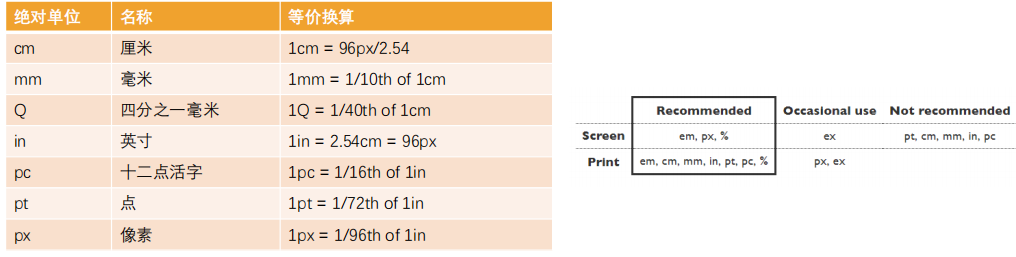 绝对单位 名称 等价换算
cm 厘米 1cm = 96px/2.54
mm 毫米 1mm = 1/10th of 1cm
Q 四分之一毫米 1Q = 1/40th of 1cm
in 英寸 1in = 2.54cm = 96px
pc 十二点活字 1pc = 1/16th of 1in
pt 点 1pt = 1/72th of 1in
px 像素 1px = 1/96th of 1in
Recommended Occasional use Not recommended
Screen em, px, % ex pt, cm, mm, in, pc
Print em, cm, mm, in, pt, pc, % px, ex